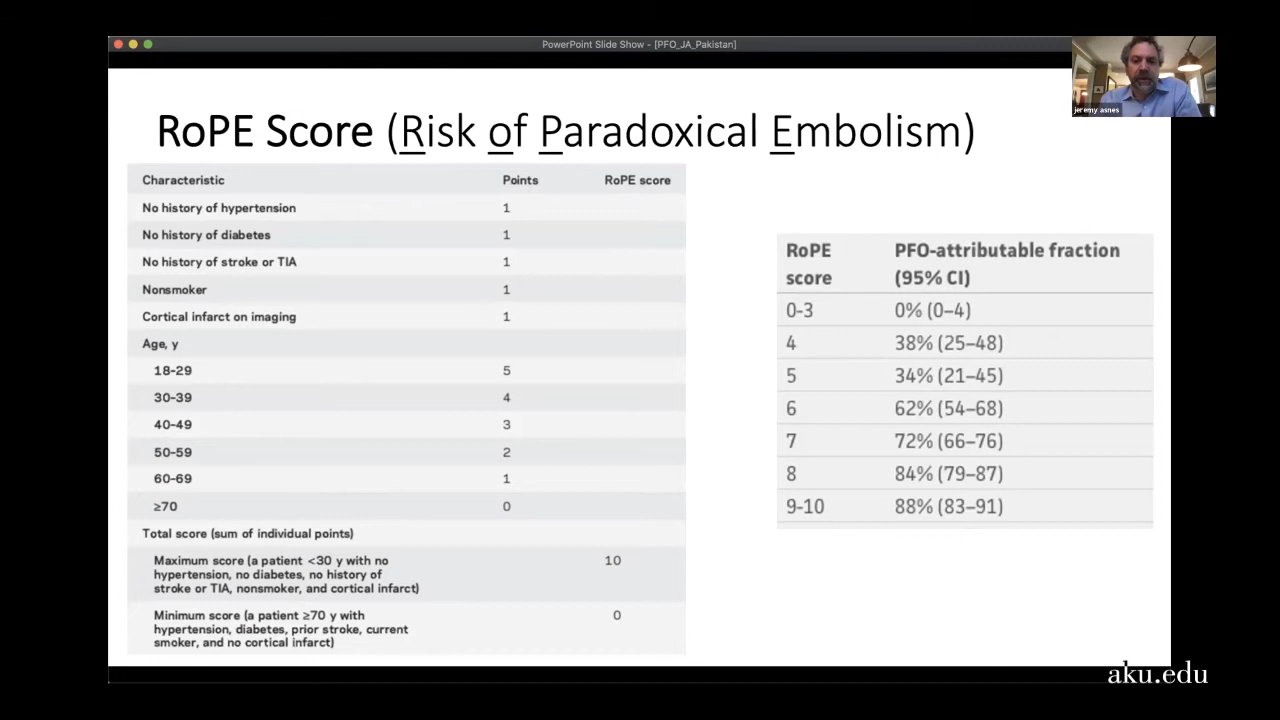 PowerPoint Slide Show - [PFO_JA_Pakistan]
jeremy asnes
RoPE Score (Risk of Paradoxical Embolism)
Characteristic Points RoPE score
No history of hypertension 1
No history of diabetes 1
No history of stroke or TIA 1
Nonsmoker 1
Cortical infarct on imaging 1
Age, y
18-29 5
30-39 4
40-49 3
50-59 2
60-69 1
≥70 0
Total score (sum of individual points)
Maximum score (a patient <30 y with no 10
hypertension, no diabetes, no history of
stroke or TIA, nonsmoker, and cortical infarct)
Minimum score (a patient ≥70 y with 0
hypertension, diabetes, prior stroke, current
smoker, and no cortical infarct)
RoPE PFO-attributable fraction
score (95% CI)
0-3 0% (0–4)
4 38% (25–48)
5 34% (21–45)
6 62% (54–68)
7 72% (66–76)
8 84% (79–87)
9-10 88% (83–91)
aku.edu